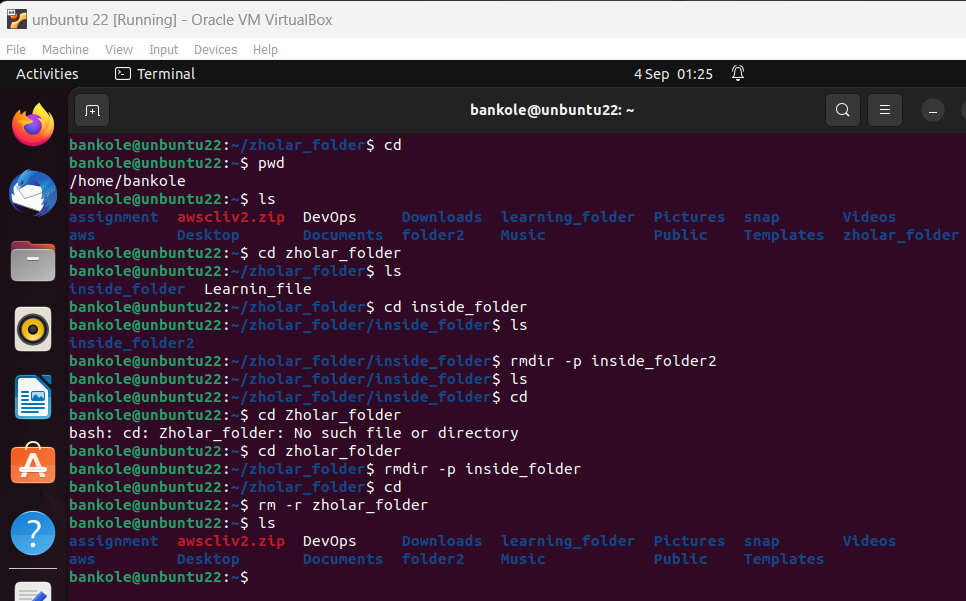 unbuntu 22 [Running] - Oracle VM VirtualBox
File Machine View Input Devices Help
Activities Terminal 4 Sep 01:25
bankole@unbuntu22: ~
bankole@unbuntu22:~/zholar_folder$ cd
bankole@unbuntu22:~$ pwd
/home/bankole
bankole@unbuntu22:~$ ls
assignment awscliv2.zip DevOps Downloads learning_folder Pictures snap Videos
aws Desktop Documents folder2 Music Public Templates zholar_folder
bankole@unbuntu22:~$ cd zholar_folder
bankole@unbuntu22:~/zholar_folder$ ls
inside_folder Learnin_file
bankole@unbuntu22:~/zholar_folder$ cd inside_folder
bankole@unbuntu22:~/zholar_folder/inside_folder$ ls
inside_folder2
bankole@unbuntu22:~/zholar_folder/inside_folder$ rmdir -p inside_folder2
bankole@unbuntu22:~/zholar_folder/inside_folder$ ls
bankole@unbuntu22:~/zholar_folder/inside_folder$ cd
bankole@unbuntu22:~$ cd Zholar_folder
bash: cd: Zholar_folder: No such file or directory
bankole@unbuntu22:~$ cd zholar_folder
bankole@unbuntu22:~/zholar_folder$ rmdir -p inside_folder
bankole@unbuntu22:~/zholar_folder$ cd
bankole@unbuntu22:~$ rm -r zholar_folder
bankole@unbuntu22:~$ ls
assignment awscliv2.zip DevOps Downloads learning_folder Pictures snap Videos
aws Desktop Documents folder2 Music Public Templates
bankole@unbuntu22:~$